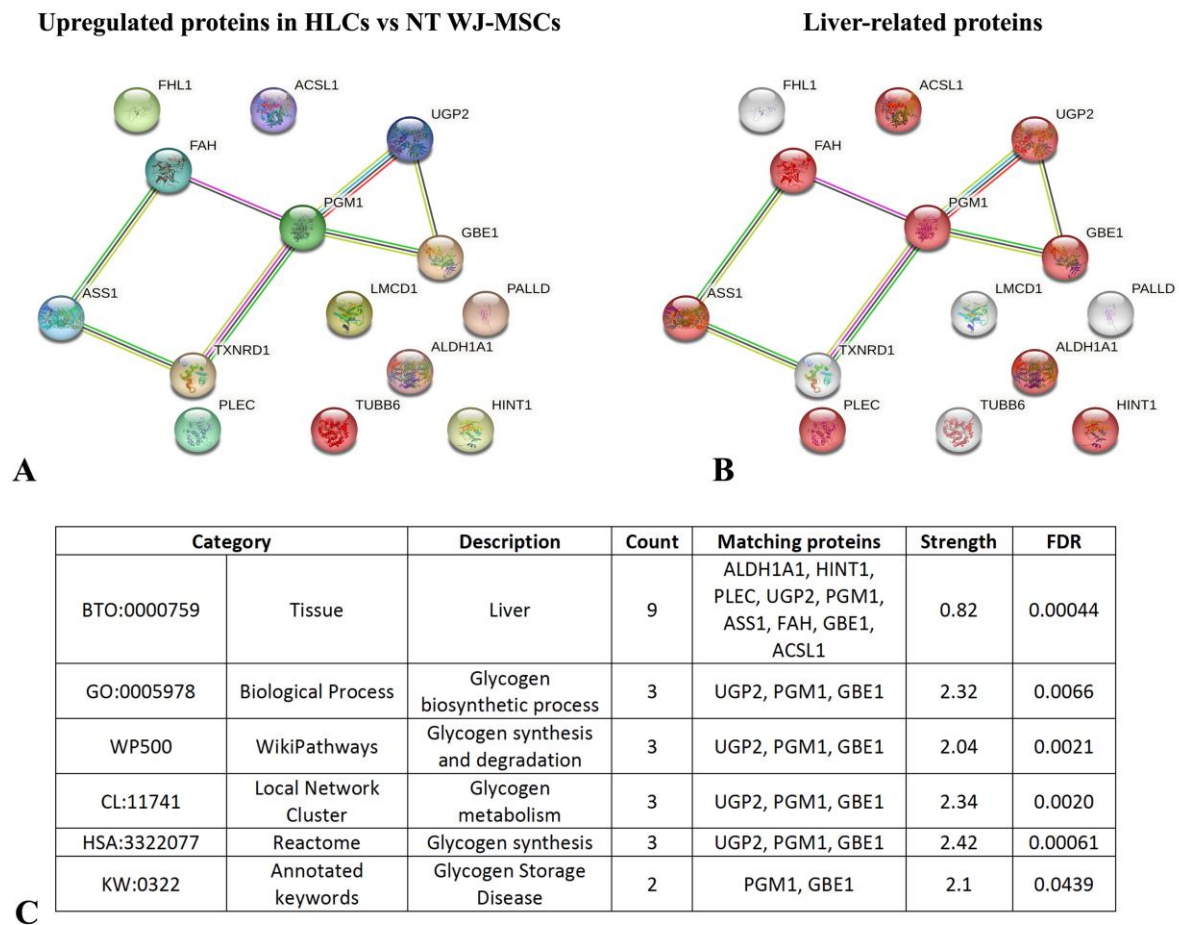 Upregulated proteins in HLCs vs NT WJ-MSCs
Liver-related proteins
FHL1
ACSL1
UGP2
FAH
PGM1
GBE1
ASS1
LMCD1
PALLD
TXNRD1
ALDH1A1
PLEC
TUBB6
HINT1
A
FHL1
ACSL1
UGP2
FAH
PGM1
GBE1
ASS1
LMCD1
PALLD
TXNRD1
ALDH1A1
PLEC
TUBB6
HINT1
B
Category Description Count Matching proteins Strength FDR
BTO:0000759 Tissue Liver 9 ALDH1A1, HINT1,
PLEC, UGP2, PGM1,
ASS1, FAH, GBE1,
ACSL1 0.82 0.00044
GO:0005978 Biological Process Glycogen
biosynthetic process 3 UGP2, PGM1, GBE1 2.32 0.0066
WP500 WikiPathways Glycogen synthesis
and degradation 3 UGP2, PGM1, GBE1 2.04 0.0021
CL:11741 Local Network
Cluster Glycogen
metabolism 3 UGP2, PGM1, GBE1 2.34 0.0020
HSA:3322077 Reactome Glycogen synthesis 3 UGP2, PGM1, GBE1 2.42 0.00061
KW:0322 Annotated
keywords Glycogen Storage
Disease 2 PGM1, GBE1 2.1 0.0439
C